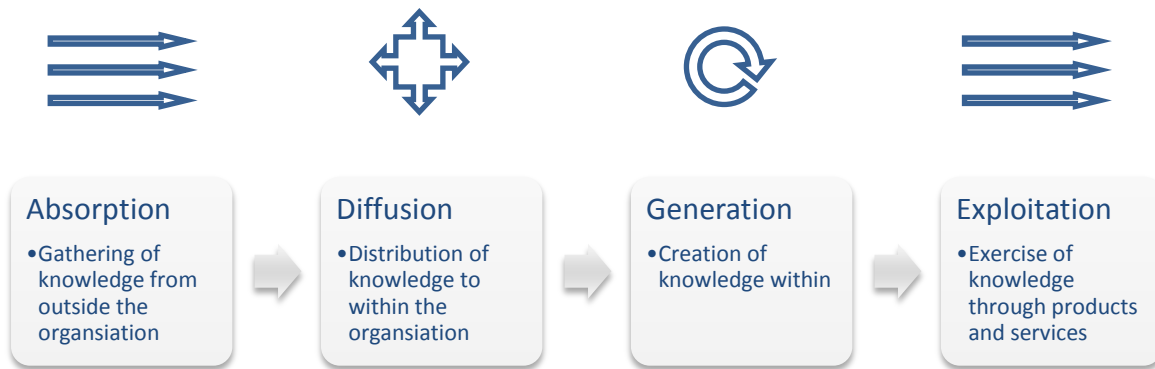 Absorption
•Gathering of
knowledge from
outside the
organsiation
Diffusion
•Distribution of
knowledge to
within the
organsiation
Generation
•Creation of
knowledge within
Exploitation
•Exercise of
knowledge
through products
and services